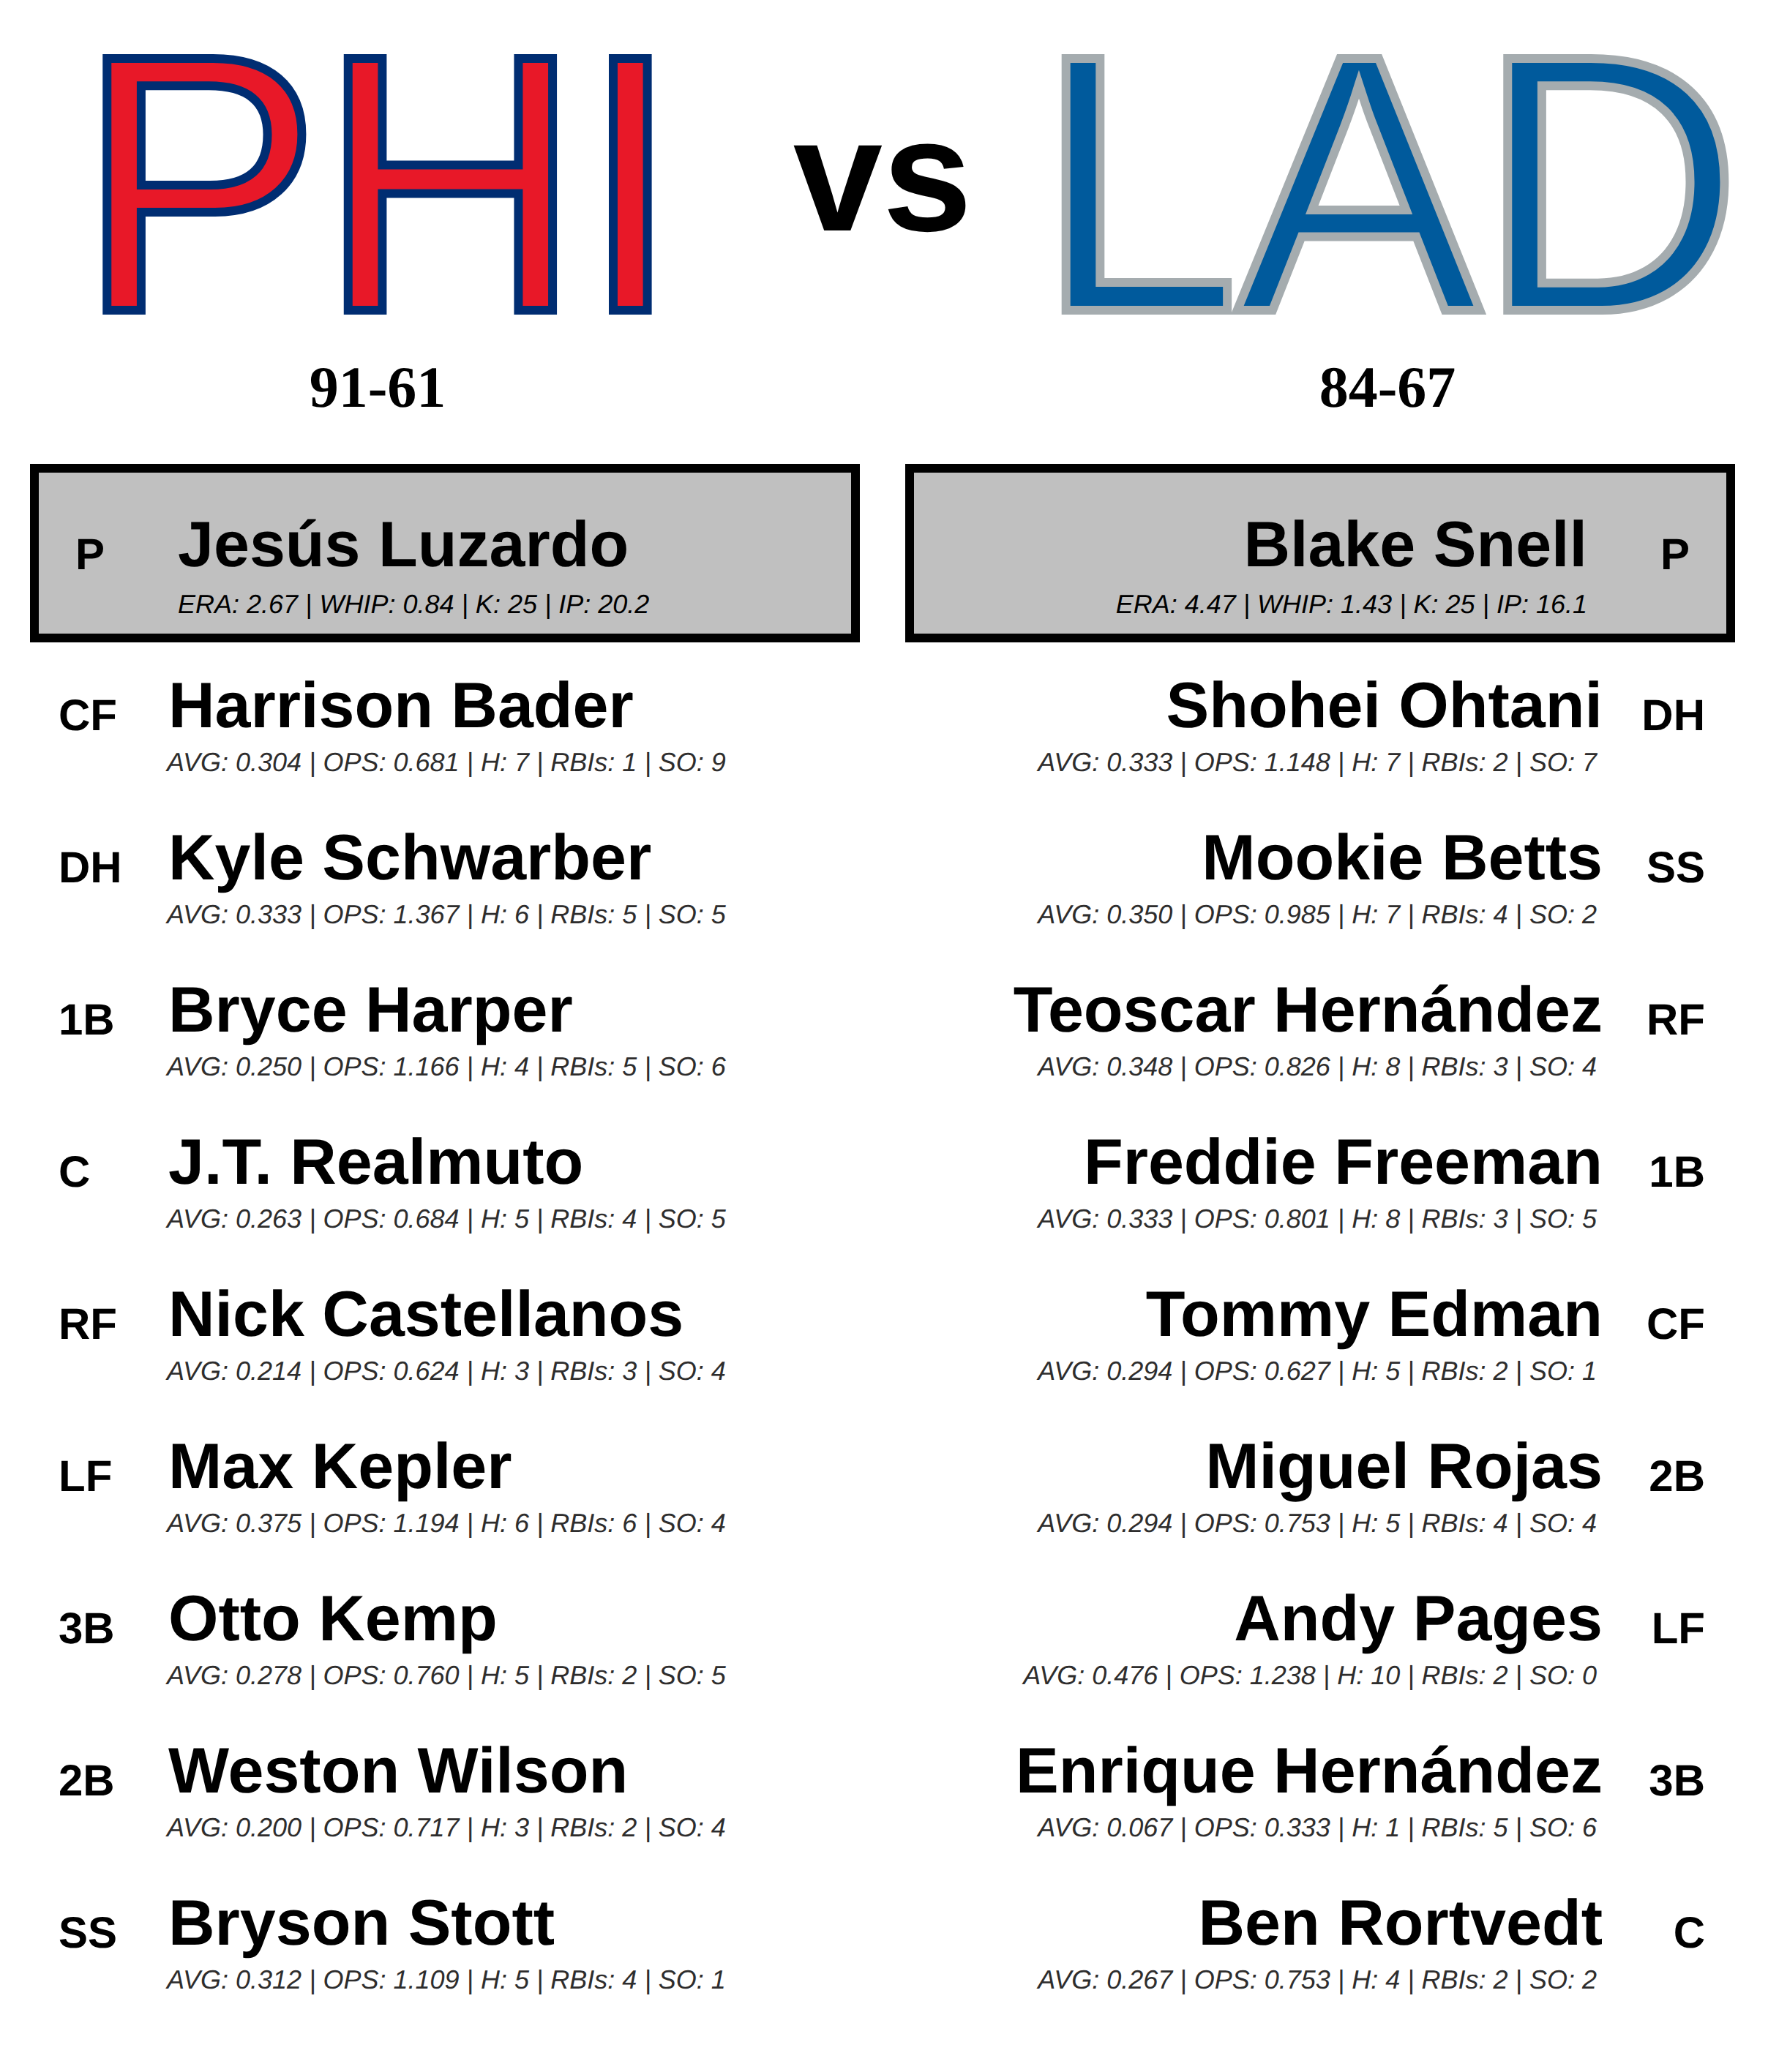 PHI vs LAD
91-61 84-67
P Jesús Luzardo
ERA: 2.67 | WHIP: 0.84 | K: 25 | IP: 20.2
Blake Snell P
ERA: 4.47 | WHIP: 1.43 | K: 25 | IP: 16.1
CF Harrison Bader
AVG: 0.304 | OPS: 0.681 | H: 7 | RBIs: 1 | SO: 9
DH Kyle Schwarber
AVG: 0.333 | OPS: 1.367 | H: 6 | RBIs: 5 | SO: 5
1B Bryce Harper
AVG: 0.250 | OPS: 1.166 | H: 4 | RBIs: 5 | SO: 6
C J.T. Realmuto
AVG: 0.263 | OPS: 0.684 | H: 5 | RBIs: 4 | SO: 5
RF Nick Castellanos
AVG: 0.214 | OPS: 0.624 | H: 3 | RBIs: 3 | SO: 4
LF Max Kepler
AVG: 0.375 | OPS: 1.194 | H: 6 | RBIs: 6 | SO: 4
3B Otto Kemp
AVG: 0.278 | OPS: 0.760 | H: 5 | RBIs: 2 | SO: 5
2B Weston Wilson
AVG: 0.200 | OPS: 0.717 | H: 3 | RBIs: 2 | SO: 4
SS Bryson Stott
AVG: 0.312 | OPS: 1.109 | H: 5 | RBIs: 4 | SO: 1
Shohei Ohtani DH
AVG: 0.333 | OPS: 1.148 | H: 7 | RBIs: 2 | SO: 7
Mookie Betts SS
AVG: 0.350 | OPS: 0.985 | H: 7 | RBIs: 4 | SO: 2
Teoscar Hernández RF
AVG: 0.348 | OPS: 0.826 | H: 8 | RBIs: 3 | SO: 4
Freddie Freeman 1B
AVG: 0.333 | OPS: 0.801 | H: 8 | RBIs: 3 | SO: 5
Tommy Edman CF
AVG: 0.294 | OPS: 0.627 | H: 5 | RBIs: 2 | SO: 1
Miguel Rojas 2B
AVG: 0.294 | OPS: 0.753 | H: 5 | RBIs: 4 | SO: 4
Andy Pages LF
AVG: 0.476 | OPS: 1.238 | H: 10 | RBIs: 2 | SO: 0
Enrique Hernández 3B
AVG: 0.067 | OPS: 0.333 | H: 1 | RBIs: 5 | SO: 6
Ben Rortvedt C
AVG: 0.267 | OPS: 0.753 | H: 4 | RBIs: 2 | SO: 2